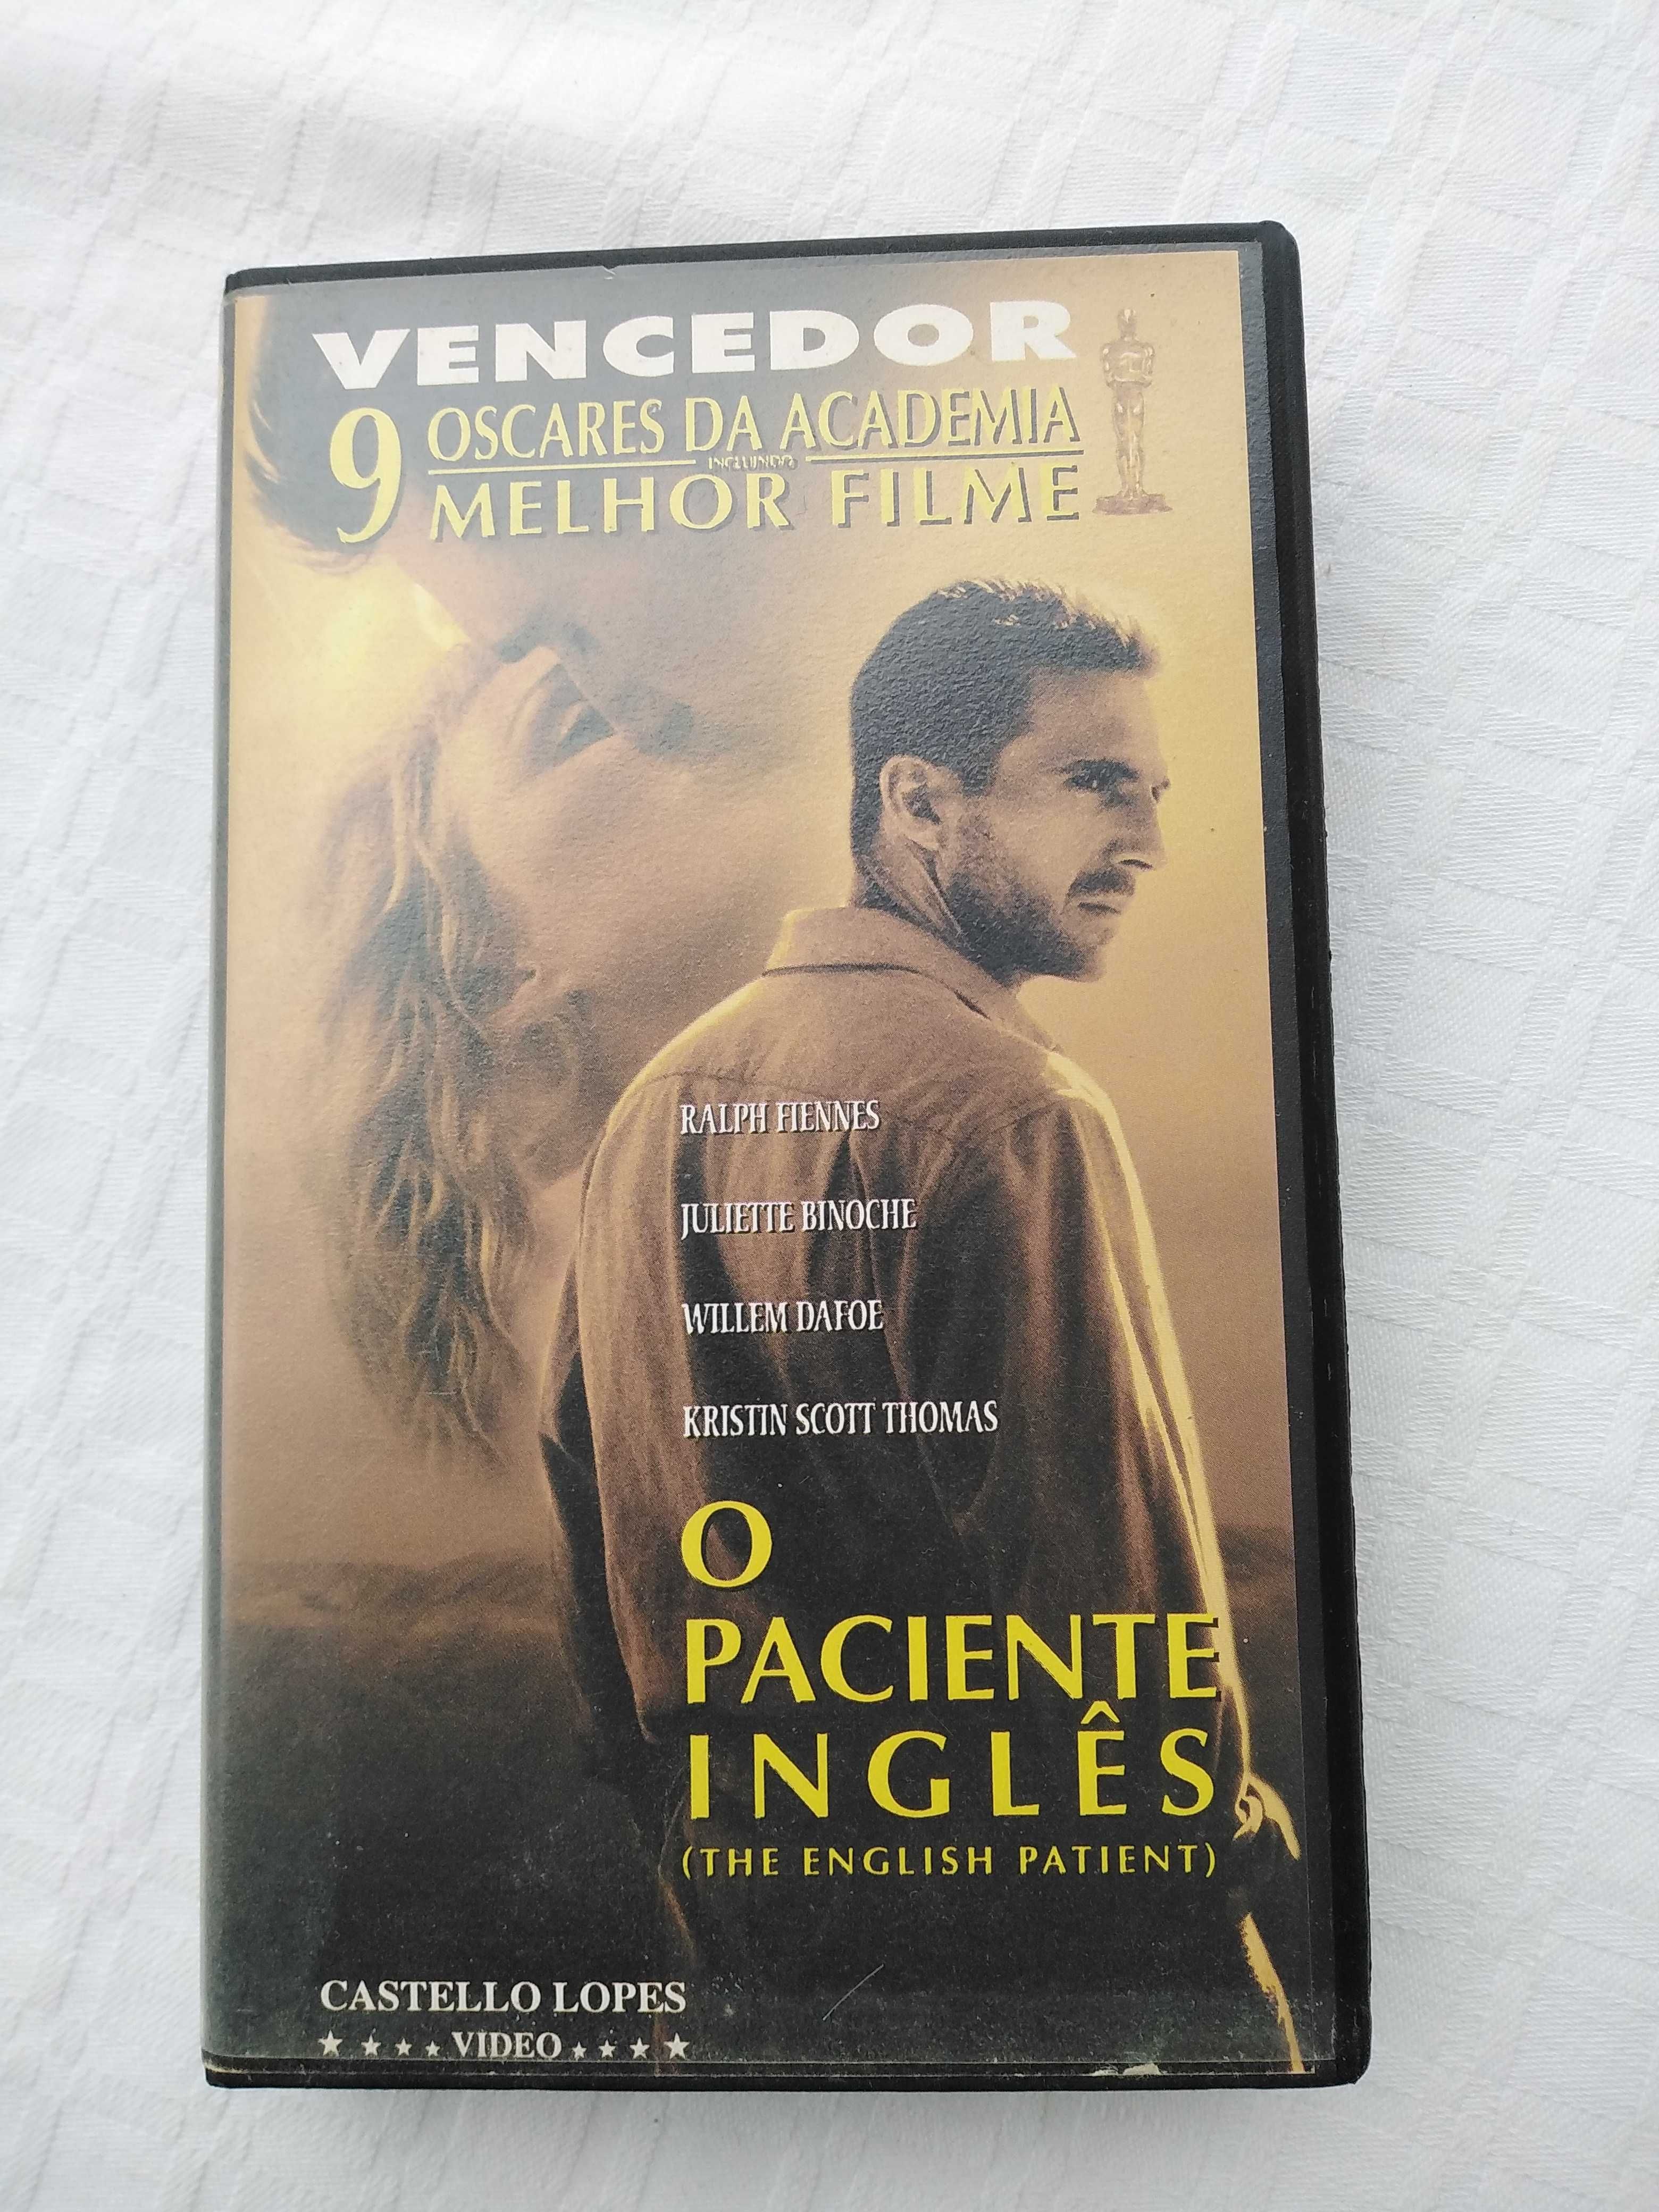 VENCEDOR
9 OSCARES DA ACADEMIA
INCLUINDO
MELHOR FILME
RALPH FIENNES
JULIETTE BINOCHE
WILLEM DAFOE
KRISTIN SCOTT THOMAS
O
PACIENTE
INGLÊS
(THE ENGLISH PATIENT)
CASTELLO LOPES
★ ★ ★ ★ VIDEO ★ ★ ★ ★